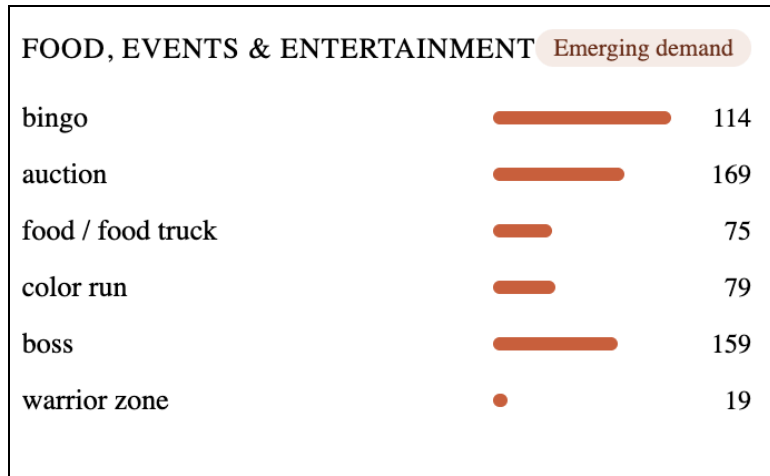 FOOD, EVENTS & ENTERTAINMENT Emerging demand
bingo 114
auction 169
food / food truck 75
color run 79
boss 159
warrior zone 19